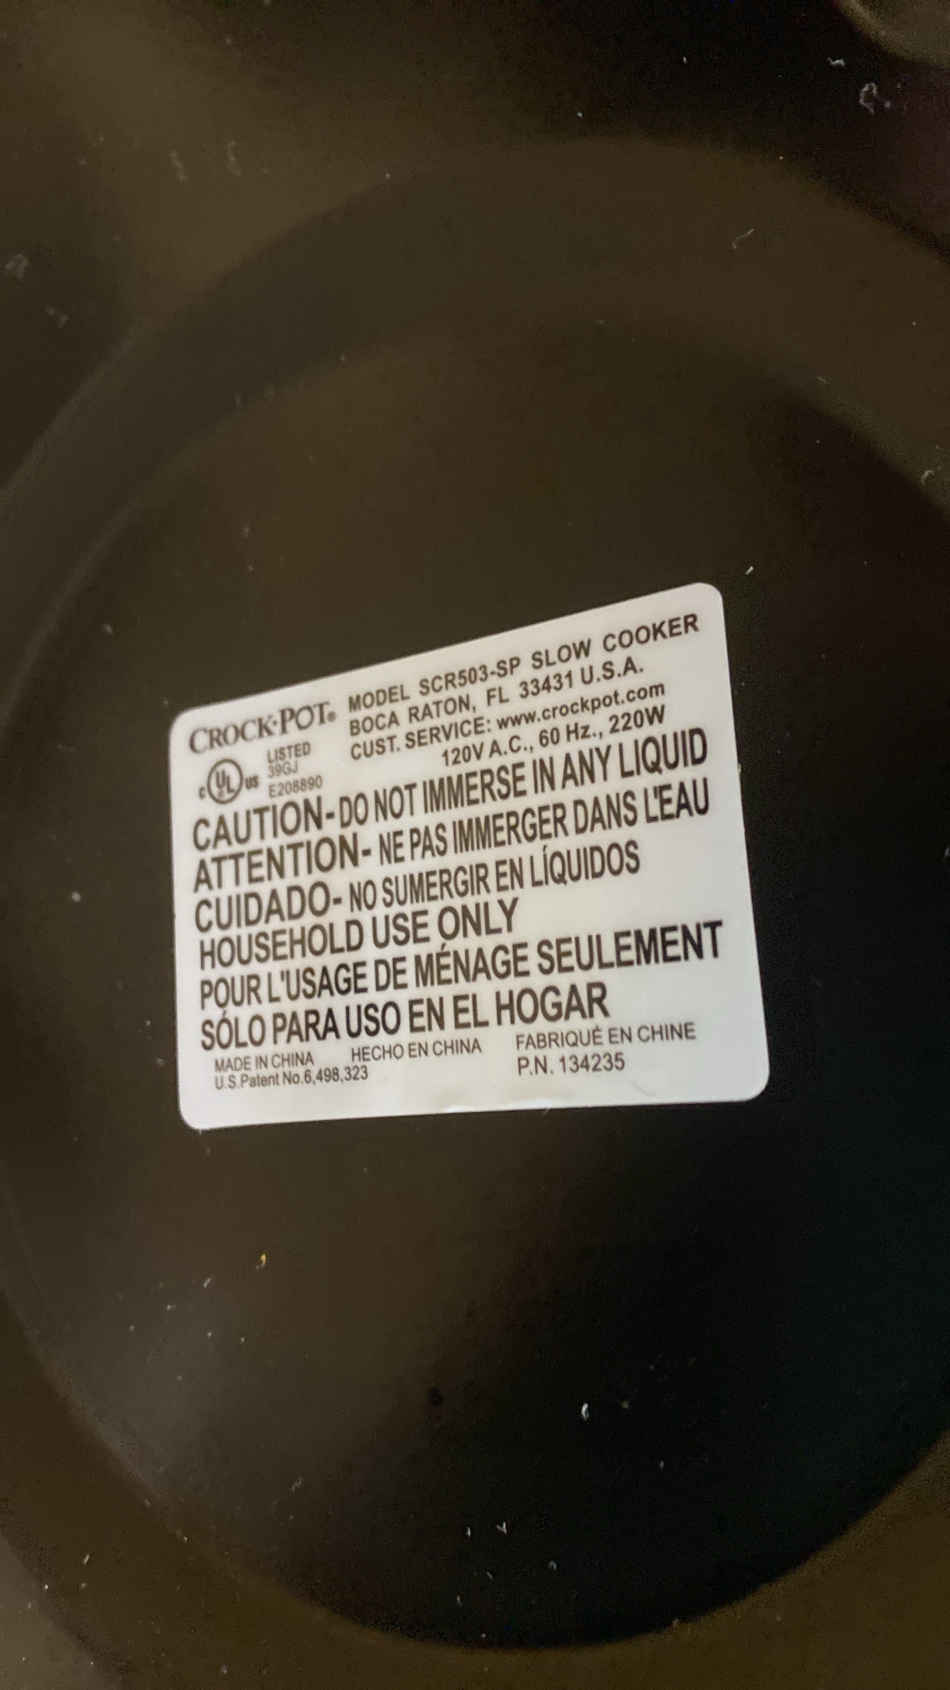 CROCK·POT® MODEL SCR503-SP SLOW COOKER
BOCA RATON, FL 33431 U.S.A.
CUST. SERVICE: www.crockpot.com
120V A.C., 60 Hz., 220W
C UL US LISTED
39GJ
E208890
CAUTION- DO NOT IMMERSE IN ANY LIQUID
ATTENTION- NE PAS IMMERGER DANS L'EAU
CUIDADO- NO SUMERGIR EN LÍQUIDOS
HOUSEHOLD USE ONLY
POUR L'USAGE DE MÉNAGE SEULEMENT
SÓLO PARA USO EN EL HOGAR
MADE IN CHINA HECHO EN CHINA FABRIQUÉ EN CHINE
U.S.Patent No.6,498,323 P.N. 134235